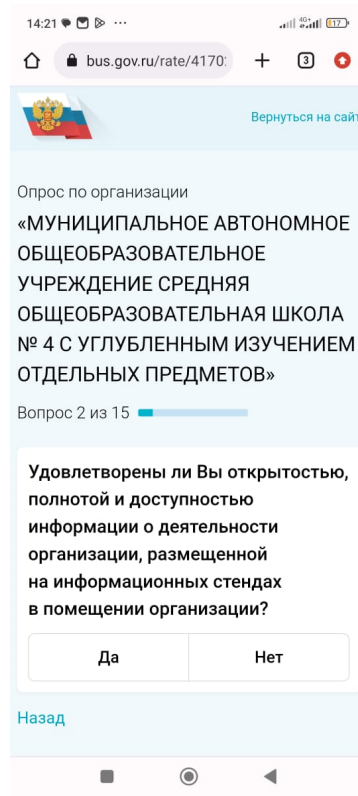 14:21
4G+
17
bus.gov.ru/rate/4170
3
Вернуться на сайт
Опрос по организации
«МУНИЦИПАЛЬНОЕ АВТОНОМНОЕ
ОБЩЕОБРАЗОВАТЕЛЬНОЕ
УЧРЕЖДЕНИЕ СРЕДНЯЯ
ОБЩЕОБРАЗОВАТЕЛЬНАЯ ШКОЛА
№ 4 С УГЛУБЛЕННЫМ ИЗУЧЕНИЕМ
ОТДЕЛЬНЫХ ПРЕДМЕТОВ»
Вопрос 2 из 15
Удовлетворены ли Вы открытостью,
полнотой и доступностью
информации о деятельности
организации, размещенной
на информационных стендах
в помещении организации?
Да Нет
Назад